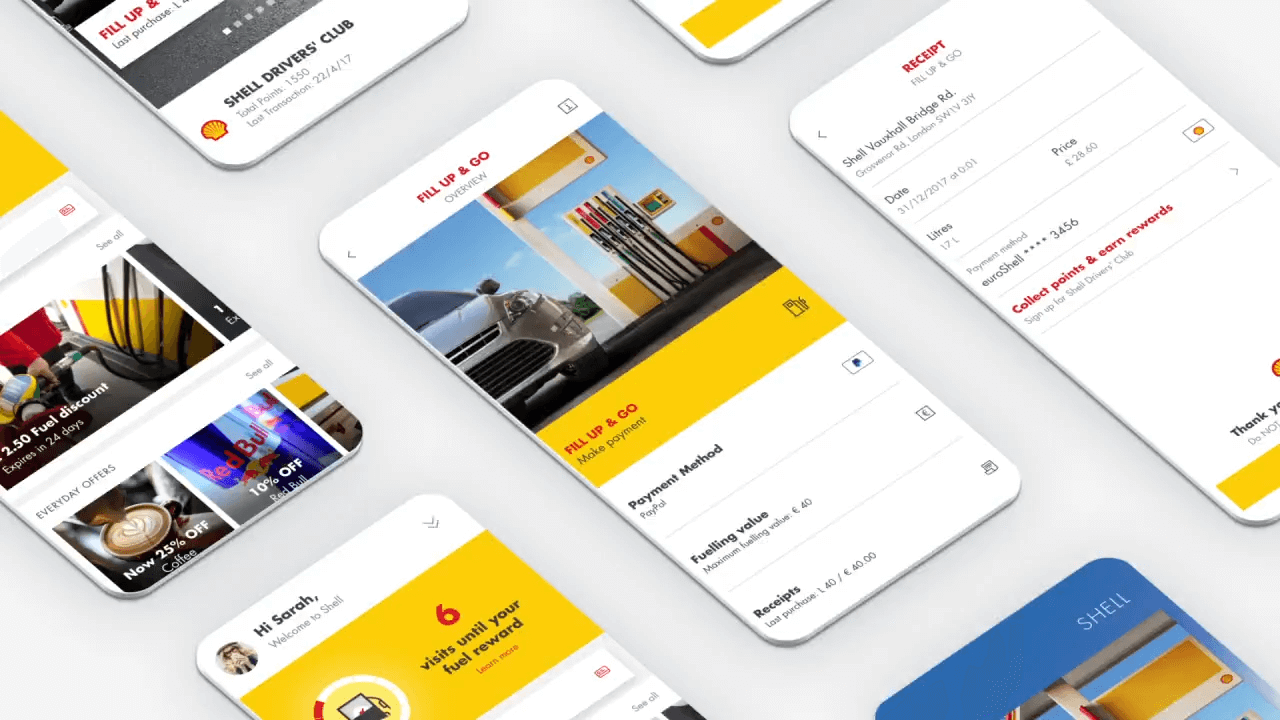 FILL UP &
Last purchase: L 4
SHELL DRIVERS' CLUB
Total Points: 1550
Last Transaction: 22/4/17
See all
1
Ex
2.50 Fuel discount
Expires in 24 days
See all
EVERYDAY OFFERS
Now 25% OFF
Coffee
Red Bull
10% OFF
Red Bull
Hi Sarah,
Welcome to Shell
6
visits until your
fuel reward
Learn more
See all
FILL UP & GO
OVERVIEW
FILL UP & GO
Make payment
Payment Method
PayPal
Fuelling value
Maximum fuelling value: € 40
Receipts
Last purchase: L 40 / € 40.00
RECEIPT
FILL UP & GO
Shell Vauxhall Bridge Rd.
Grosvenor Rd, London SW1V 3JY
Date
31/12/2017 at 0:01
Price
£ 28.60
Litres
17 L
Payment method
euroShell **** 3456
Collect points & earn rewards
Sign up for Shell Drivers' Club
Thank yo
Do NOT
SHELL